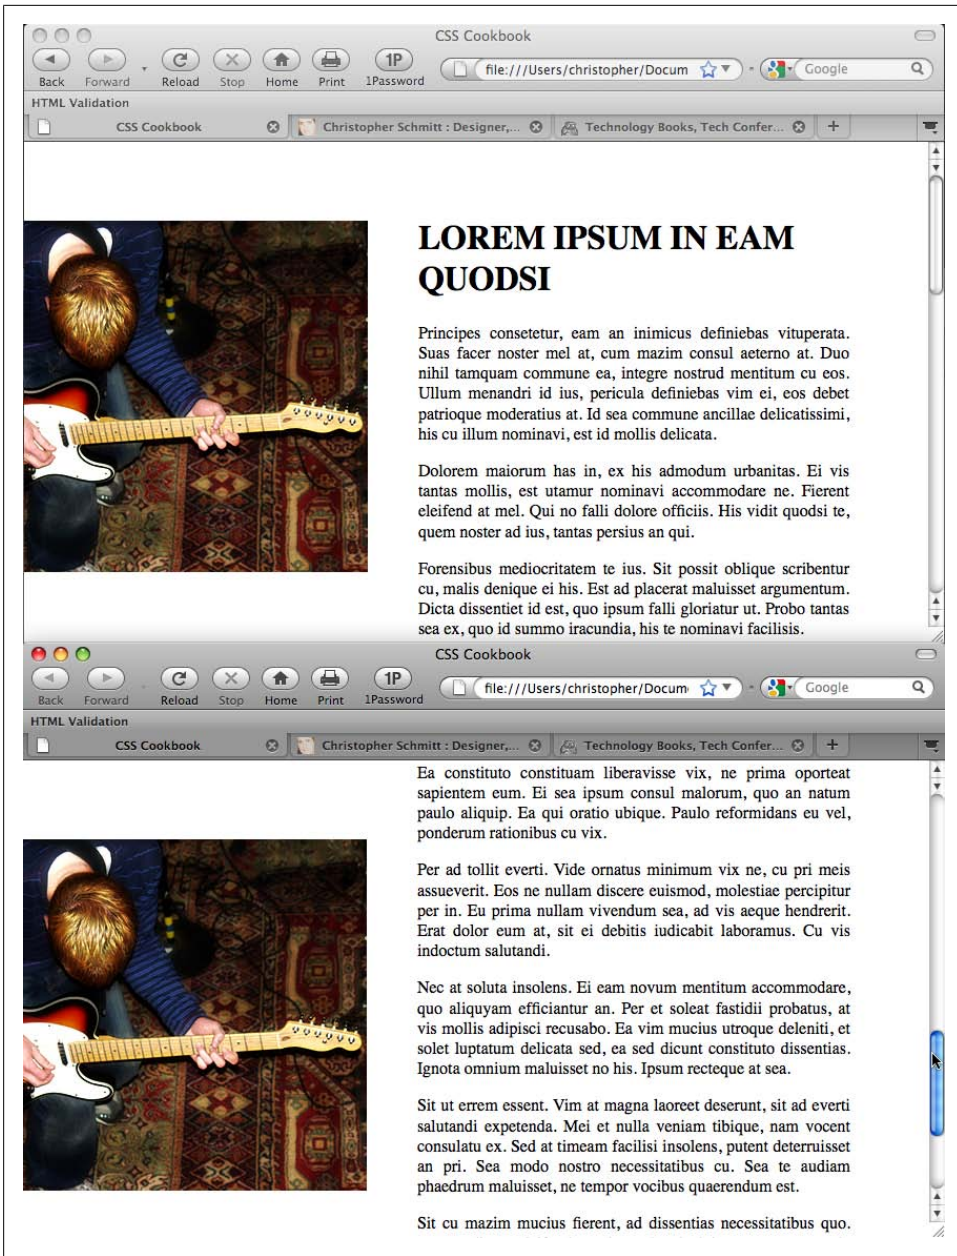 CSS Cookbook
Back Forward Reload Stop Home Print 1P 1Password file:///Users/christopher/Docum Google
HTML Validation
CSS Cookbook Christopher Schmitt : Designer,... Technology Books, Tech Confer... +
LOREM IPSUM IN EAM
QUODSI
Principes consetetur, eam an inimicus definiebas vituperata.
Suas facer noster mel at, cum mazim consul aeterno at. Duo
nihil tamquam commune ea, integre nostrud mentitum cu eos.
Ullum menandri id ius, pericula definiebas vim ei, eos debet
patrioque moderatius at. Id sea commune ancillae delicatissimi,
his cu illum nominavi, est id mollis delicata.
Dolorem maiorum has in, ex his admodum urbanitas. Ei vis
tantas mollis, est utamur nominavi accommodare ne. Fierent
eleifend at mel. Qui no falli dolore officiis. His vidit quodsi te,
quem noster ad ius, tantas persius an qui.
Forensibus mediocritatem te ius. Sit possit oblique scribentur
cu, malis denique ei his. Est ad placerat maluisset argumentum.
Dicta dissentiet id est, quo ipsum falli gloriatur ut. Probo tantas
sea ex, quo id summo iracundia, his te nominavi facilisis.
CSS Cookbook
Back Forward Reload Stop Home Print 1P 1Password file:///Users/christopher/Docum Google
HTML Validation
CSS Cookbook Christopher Schmitt : Designer,... Technology Books, Tech Confer... +
Ea constituto constituam liberavisse vix, ne prima oporteat
sapientem eum. Ei sea ipsum consul malorum, quo an natum
paulo aliquip. Ea qui oratio ubique. Paulo reformidans eu vel,
ponderum rationibus cu vix.
Per ad tollit everti. Vide ornatus minimum vix ne, cu pri meis
assueverit. Eos ne nullam discere euismod, molestiae percipitur
per in. Eu prima nullam vivendum sea, ad vis aeque hendrerit.
Erat dolor eum at, sit ei debitis iudicabit laboramus. Cu vis
indoctum salutandi.
Nec at soluta insolens. Ei eam novum mentitum accommodare,
quo aliquyam efficiantur an. Per et soleat fastidii probatus, at
vis mollis adipisci recusabo. Ea vim mucius utroque deleniti, et
solet luptatum delicata sed, ea sed dicunt constituto dissentias.
Ignota omnium maluisset no his. Ipsum recteque at sea.
Sit ut errem essent. Vim at magna laoreet deserunt, sit ad everti
salutandi expetenda. Mei et nulla veniam tibique, nam vocent
consulatu ex. Sed at timeam facilisi insolens, putent deterruisset
an pri. Sea modo nostro necessitatibus cu. Sea te audiam
phaedrum maluisset, ne tempor vocibus quaerendum est.
Sit cu mazim mucius fierent, ad dissentias necessitatibus quo.